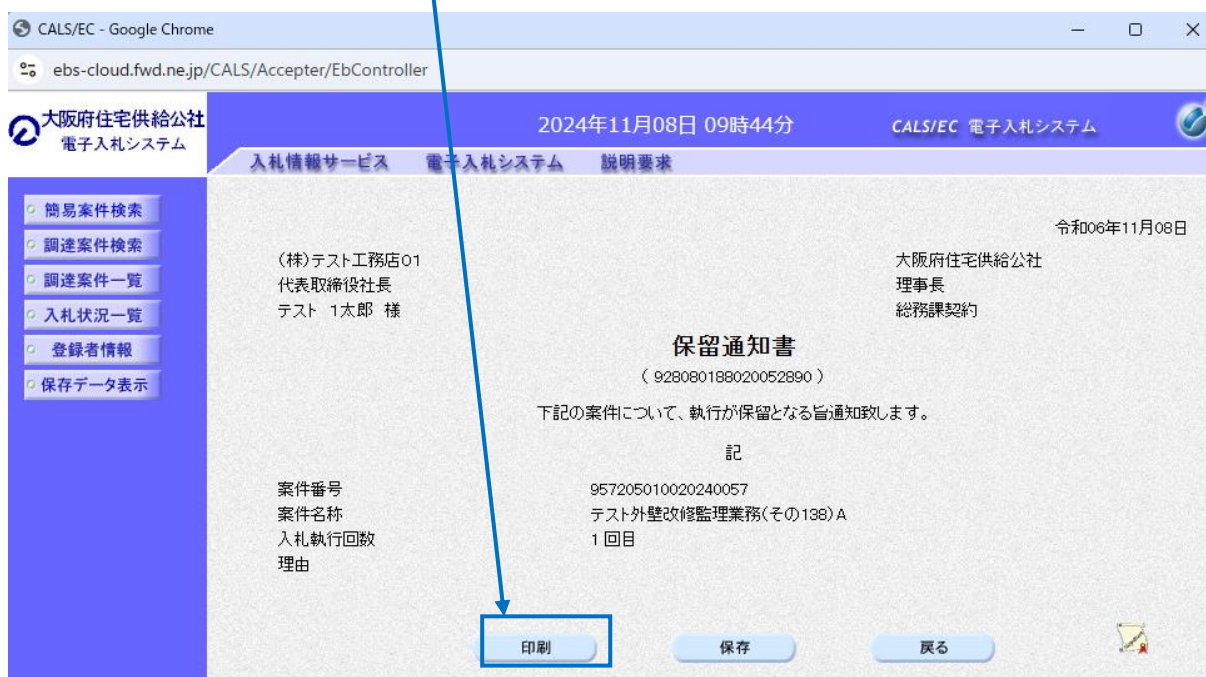 CALS/EC - Google Chrome
ebs-cloud.fwd.ne.jp/CALS/Accepter/EbController
大阪府住宅供給公社
電子入札システム
2024年11月08日 09時44分
CALS/EC 電子入札システム
入札情報サービス 電子入札システム 説明要求
簡易案件検索
調達案件検索
調達案件一覧
入札状況一覧
登録者情報
保存データ表示
令和06年11月08日
(株)テスト工務店01
代表取締役社長
テスト 1太郎 様
大阪府住宅供給公社
理事長
総務課契約
保留通知書
( 928080188020052890 )
下記の案件について、執行が保留となる旨通知致します。
記
案件番号 957205010020240057
案件名称 テスト外壁改修監理業務(その138)A
入札執行回数 1回目
理由
印刷 保存 戻る